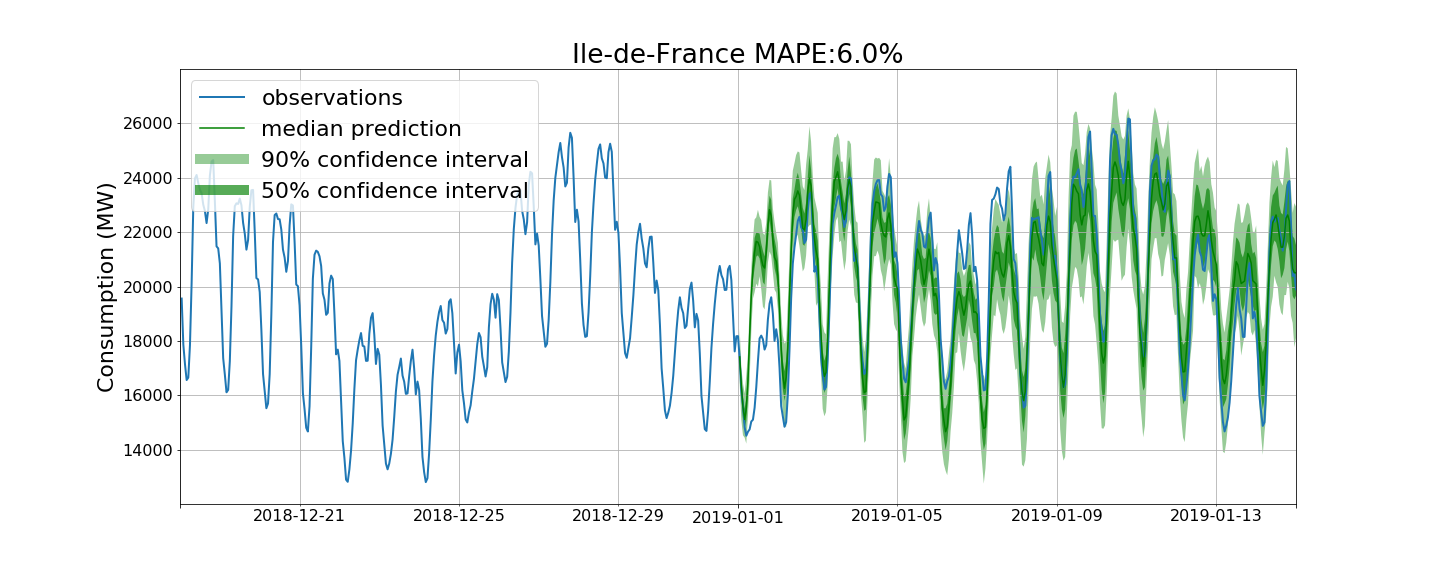 Ile-de-France MAPE:6.0%
observations
median prediction
90% confidence interval
50% confidence interval
Consumption (MW)
26000
24000
22000
20000
18000
16000
14000
2018-12-21
2018-12-25
2018-12-29
2019-01-01
2019-01-05
2019-01-09
2019-01-13